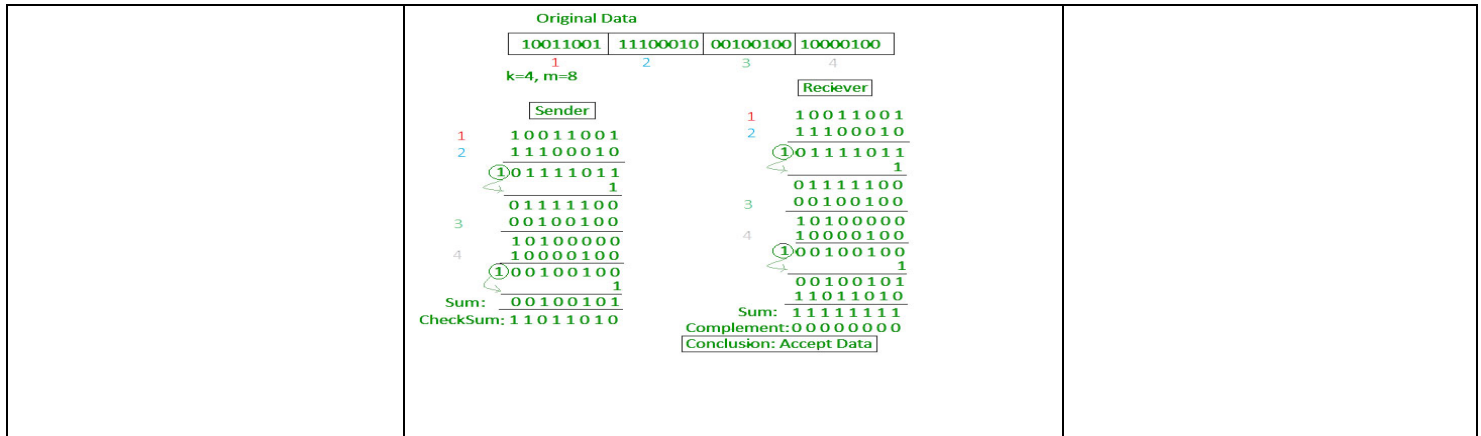 Original Data
10011001 11100010 00100100 10000100
1 2 3 4
k=4, m=8
Sender
1 10011001
2 11100010
1 01111011
1
01111100
3 00100100
10100000
4 10000100
1 00100100
1
Sum: 00100101
CheckSum: 11011010
Reciever
1 10011001
2 11100010
1 01111011
1
01111100
3 00100100
10100000
4 10000100
1 00100100
1
00100101
11011010
Sum: 11111111
Complement: 00000000
Conclusion: Accept Data